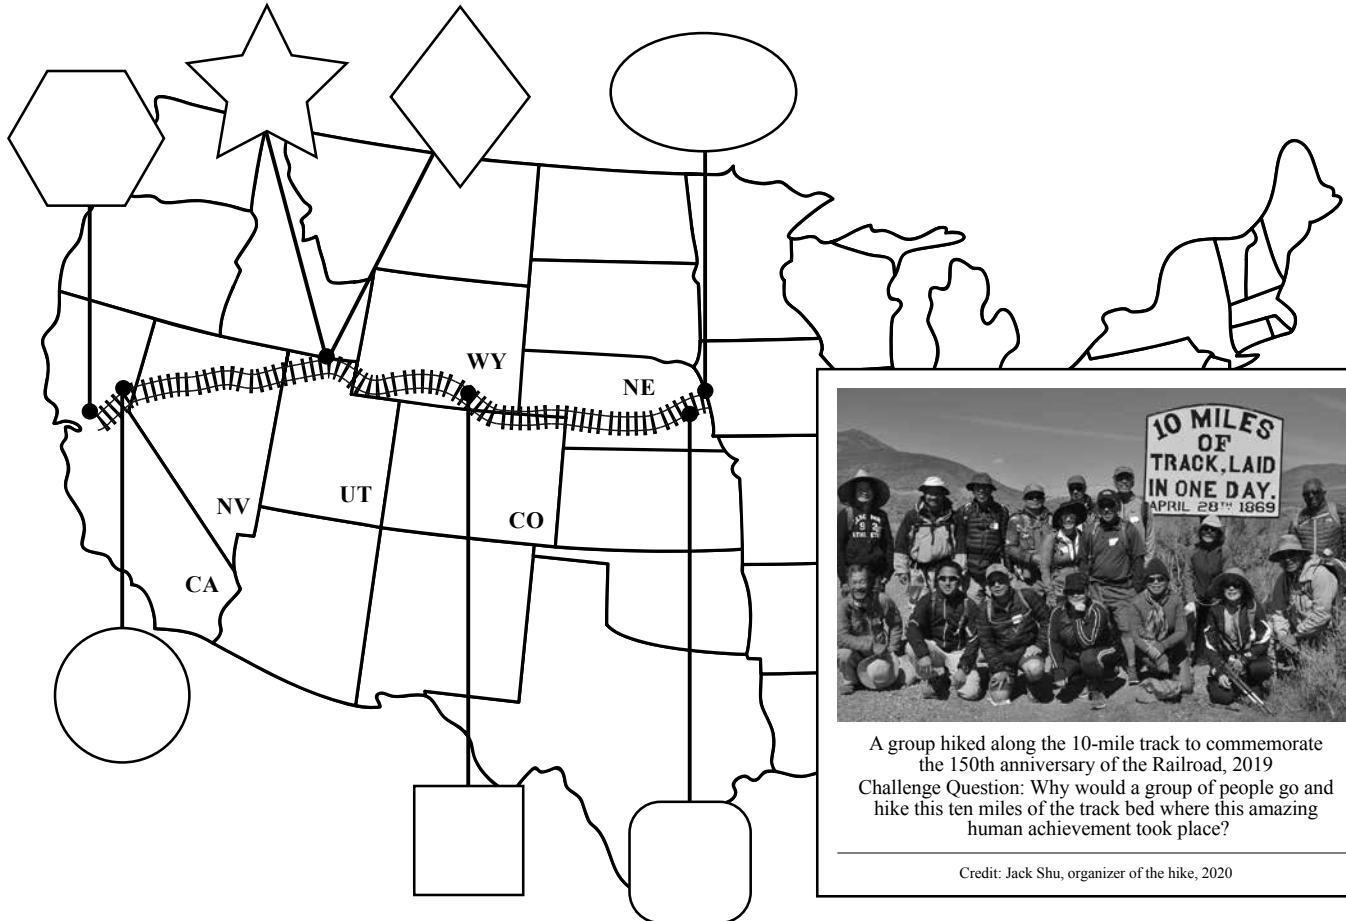 WY
NE
NV
UT
CO
CA
10 MILES
OF
TRACK, LAID
IN ONE DAY.
APRIL 28TH 1869
A group hiked along the 10-mile track to commemorate
the 150th anniversary of the Railroad, 2019
Challenge Question: Why would a group of people go and
hike this ten miles of the track bed where this amazing
human achievement took place?
Credit: Jack Shu, organizer of the hike, 2020